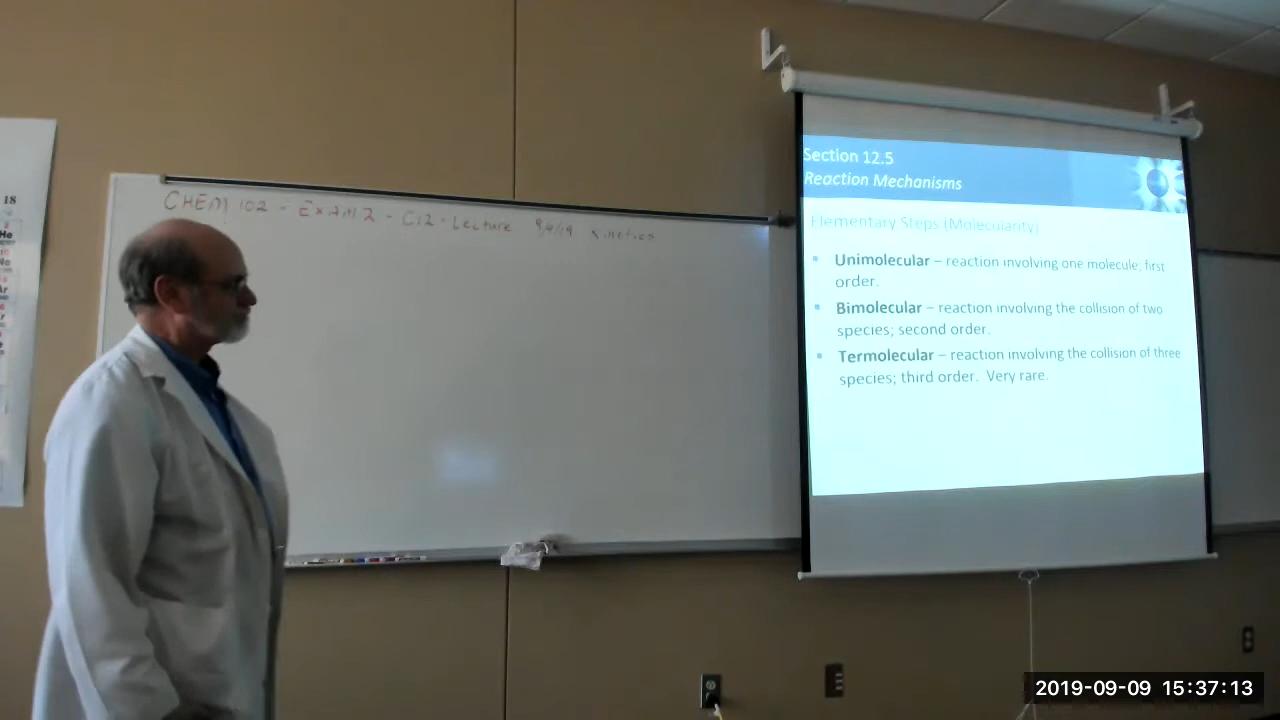 18
He
CHEM 102 - EXAM 2 - C12 - Lecture 9/9/19 Kinetics
Section 12.5
Reaction Mechanisms
Elementary Steps (Molecularity)
Unimolecular – reaction involving one molecule; first
order.
Bimolecular – reaction involving the collision of two
species; second order.
Termolecular – reaction involving the collision of three
species; third order. Very rare.
2019-09-09 15:37:13